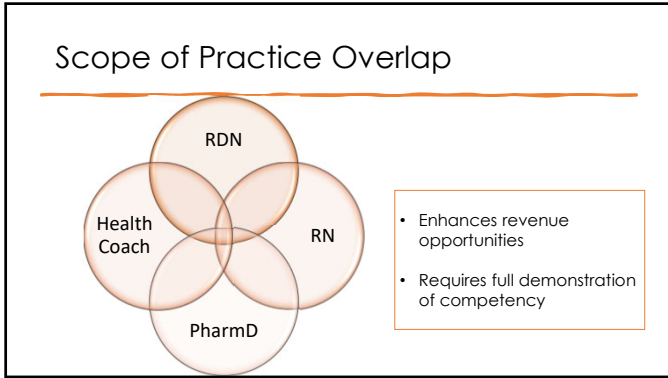 Scope of Practice Overlap
RDN
Health
Coach
RN
PharmD
• Enhances revenue
opportunities
• Requires full demonstration
of competency